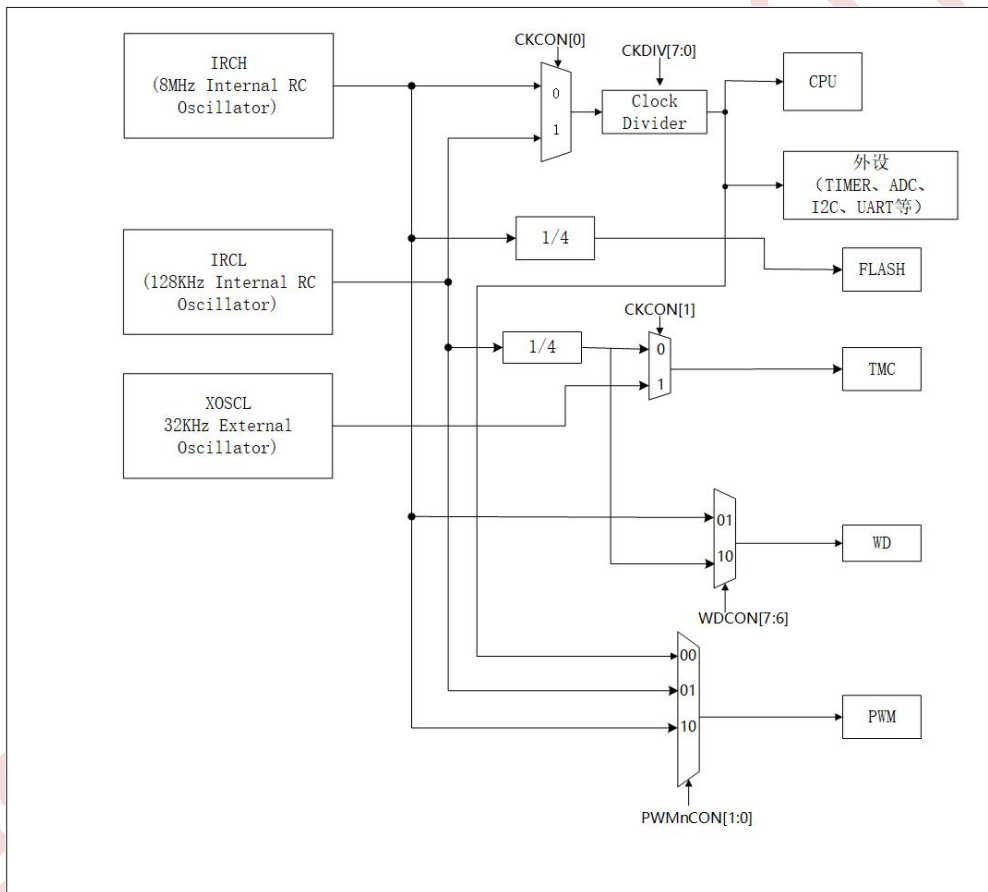 IRCH
(8MHz Internal RC
Oscillator)
CKCON[0]
0
1
CKDIV[7:0]
Clock
Divider
CPU
外设
(TIMER、ADC、
I2C、UART等)
1/4
FLASH
IRCL
(128KHz Internal RC
Oscillator)
CKCON[1]
1/4
0
1
TMC
XOSCL
32KHz External
Oscillator)
01
10
WD
WDCON[7:6]
00
01
10
PWM
PWMnCON[1:0]